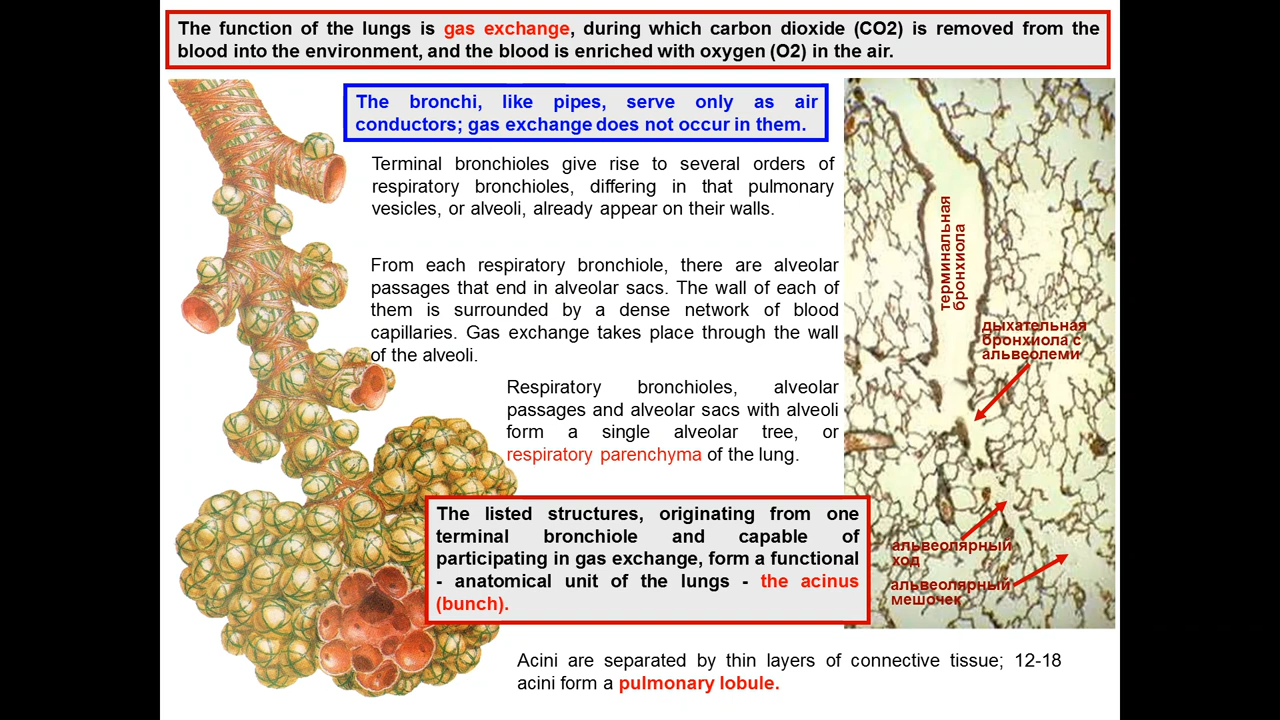 The function of the lungs is gas exchange, during which carbon dioxide (CO2) is removed from the
blood into the environment, and the blood is enriched with oxygen (O2) in the air.
The bronchi, like pipes, serve only as air
conductors; gas exchange does not occur in them.
Terminal bronchioles give rise to several orders of
respiratory bronchioles, differing in that pulmonary
vesicles, or alveoli, already appear on their walls.
From each respiratory bronchiole, there are alveolar
passages that end in alveolar sacs. The wall of each of
them is surrounded by a dense network of blood
capillaries. Gas exchange takes place through the wall
of the alveoli.
Respiratory bronchioles, alveolar
passages and alveolar sacs with alveoli
form a single alveolar tree, or
respiratory parenchyma of the lung.
The listed structures, originating from one
terminal bronchiole and capable of
participating in gas exchange, form a functional
- anatomical unit of the lungs - the acinus
(bunch).
Acini are separated by thin layers of connective tissue; 12-18
acini form a pulmonary lobule.
терминальная
бронхиола
дыхательная
бронхиола с
альвеолеми
альвеолярный
ход
альвеолярный
мешочек